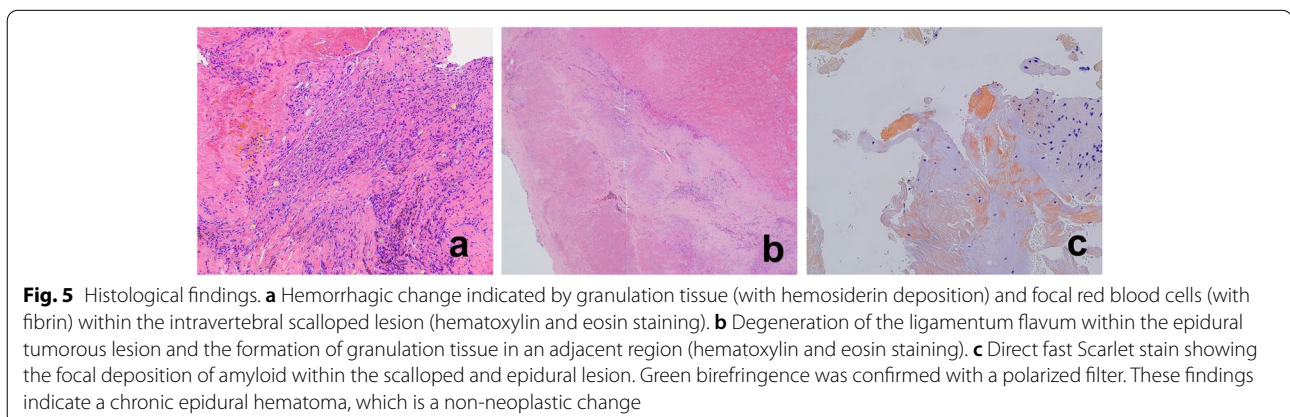 a
b
c
Fig. 5 Histological findings. a Hemorrhagic change indicated by granulation tissue (with hemosiderin deposition) and focal red blood cells (with
fibrin) within the intravertebral scalloped lesion (hematoxylin and eosin staining). b Degeneration of the ligamentum flavum within the epidural
tumorous lesion and the formation of granulation tissue in an adjacent region (hematoxylin and eosin staining). c Direct fast Scarlet stain showing
the focal deposition of amyloid within the scalloped and epidural lesion. Green birefringence was confirmed with a polarized filter. These findings
indicate a chronic epidural hematoma, which is a non-neoplastic change